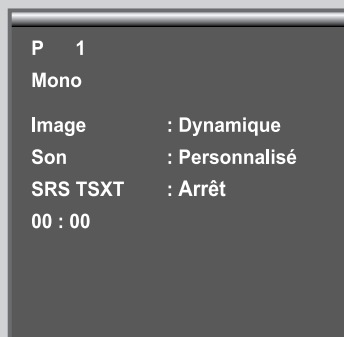 P 1
Mono
Image : Dynamique
Son : Personnalisé
SRS TSXT : Arrêt
00 : 00